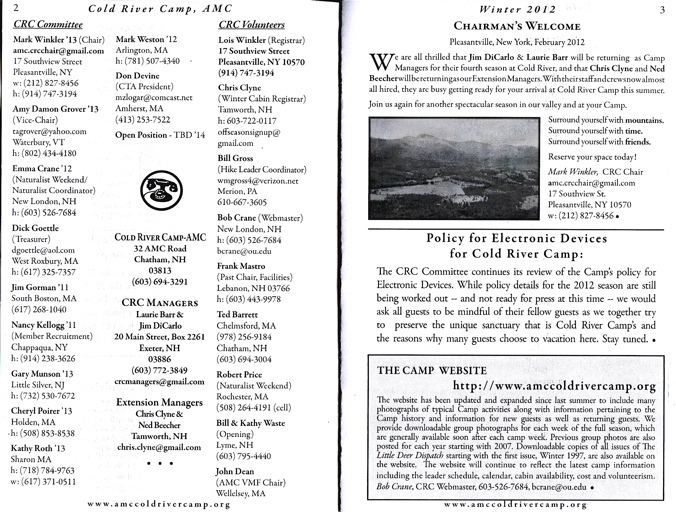 2 Cold River Camp, AMC
CRC Committee
Mark Winkler '13 (Chair)
amc.crcchair@gmail.com
17 Southview Street
Pleasantville, NY
w: (212) 827-8456
h: (914) 747-3194
Amy Damon Grover '13
(Vice-Chair)
tagrover@yahoo.com
Waterbury, VT
h: (802) 434-4180
Emma Crane '12
(Naturalist Weekend/
Naturalist Coordinator)
New London, NH
h: (603) 526-7684
Dick Goettle
(Treasurer)
dgoettle@aol.com
West Roxbury, MA
h: (617) 325-7357
Jim Gorman '11
South Boston, MA
(617) 268-1040
Nancy Kellogg '11
(Member Recruitment)
Chappaqua, NY
h: (914) 238-3626
Gary Munson '13
Little Silver, NJ
h: (732) 530-7672
Cheryl Poirer '13
Holden, MA
h: (508) 853-8538
Kathy Roth '13
Sharon MA
h: (718) 784-9763
w: (617) 371-0511
Mark Weston '12
Arlington, MA
h: (781) 507-4340
Don Devine
(CTA President)
mzlogar@comcast.net
Amherst, MA
(413) 253-7522
Open Position - TBD '14
Cold River Camp-AMC
32 AMC Road
Chatham, NH
03813
(603) 694-3291
CRC Managers
Laurie Barr &
Jim DiCarlo
20 Main Street, Box 2261
Exeter, NH
03886
(603) 772-3849
crcmanagers@gmail.com
Extension Managers
Chris Clyne &
Ned Beecher
Tamworth, NH
chris.clyne@gmail.com
• • •
CRC Volunteers
Lois Winkler (Registrar)
17 Southview Street
Pleasantville, NY 10570
(914) 747-3194
Chris Clyne
(Winter Cabin Registrar)
Tamworth, NH
h: 603-722-0117
offseasonsignup@
gmail.com
Bill Gross
(Hike Leader Coordinator)
wmgross4@verizon.net
Merion, PA
610-667-3605
Bob Crane (Webmaster)
New London, NH
h: (603) 526-7684
bcrane@ou.edu
Frank Mastro
(Past Chair, Facilities)
Lebanon, NH 03766
h: (603) 443-9978
Ted Barrett
Chelmsford, MA
(978) 256-9184
Chatham, NH
(603) 694-3004
Robert Price
(Naturalist Weekend)
Rochester, MA
(508) 264-4191 (cell)
Bill & Kathy Waste
(Opening)
Lyme, NH
(603) 795-4440
John Dean
(AMC VMF Chair)
Wellesley, MA
www.amccoldrivercamp.org
Winter 2012 3
Chairman's Welcome
Pleasantville, New York, February 2012
We are all thrilled that Jim DiCarlo & Laurie Barr will be returning as Camp
Managers for their fourth season at Cold River, and that Chris Clyne and Ned
Beecher will be returning as our Extension Managers. With their staff and crews now almost
all hired, they are busy getting ready for your arrival at Cold River Camp this summer.
Join us again for another spectacular season in our valley and at your Camp.
Surround yourself with mountains.
Surround yourself with time.
Surround yourself with friends.
Reserve your space today!
Mark Winkler, CRC Chair
amc.crcchair@gmail.com
17 Southview St.
Pleasantville, NY 10570
w: (212) 827-8456 •
Policy for Electronic Devices
for Cold River Camp:
The CRC Committee continues its review of the Camp's policy for
Electronic Devices. While policy details for the 2012 season are still
being worked out -- and not ready for press at this time -- we would
ask all guests to be mindful of their fellow guests as we together try
to preserve the unique sanctuary that is Cold River Camp's and
the reasons why many guests choose to vacation here. Stay tuned. •
THE CAMP WEBSITE
http://www.amccoldrivercamp.org
The website has been updated and expanded since last summer to include many
photographs of typical Camp activities along with information pertaining to the
Camp history and information for new guests as well as returning guests. We
provide downloadable group photographs for each week of the full season, which
are generally available soon after each camp week. Previous group photos are also
posted for each year starting with 2007. Downloadable copies of all issues of The
Little Deer Dispatch starting with the first issue, Winter 1997, are also available on
the website. The website will continue to reflect the latest camp information
including the leader schedule, calendar, cabin availability, cost and volunteerism.
Bob Crane, CRC Webmaster, 603-526-7684, bcrane@ou.edu •
www.amccoldrivercamp.org